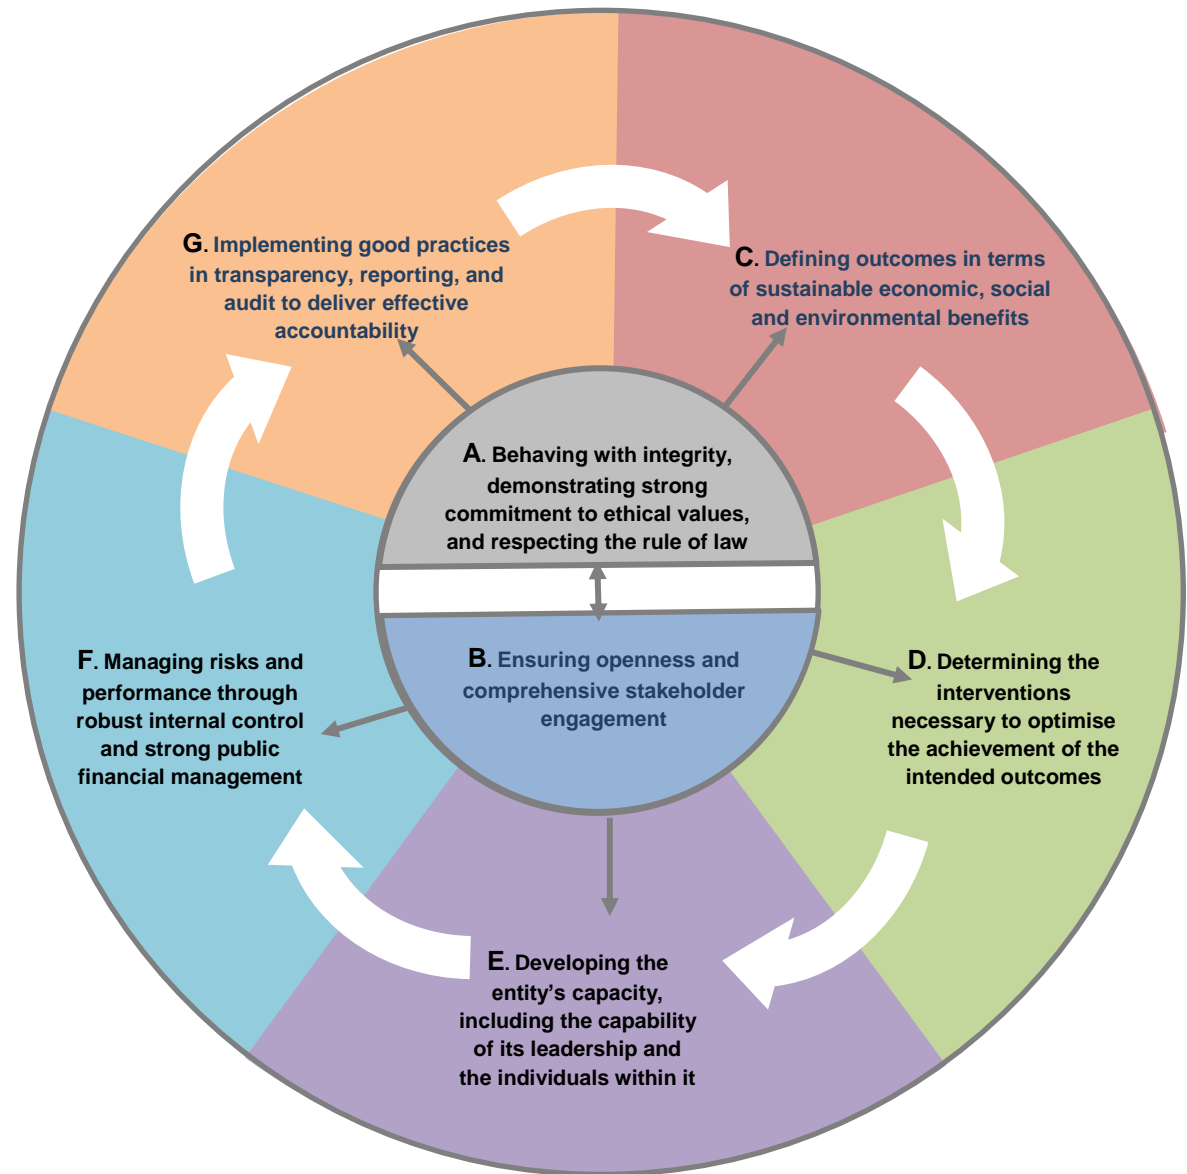 G. Implementing good practices
in transparency, reporting, and
audit to deliver effective
accountability
C. Defining outcomes in terms
of sustainable economic, social
and environmental benefits
A. Behaving with integrity,
demonstrating strong
commitment to ethical values,
and respecting the rule of law
B. Ensuring openness and
comprehensive stakeholder
engagement
F. Managing risks and
performance through
robust internal control
and strong public
financial management
D. Determining the
interventions
necessary to optimise
the achievement of the
intended outcomes
E. Developing the
entity’s capacity,
including the capability
of its leadership and
the individuals within it